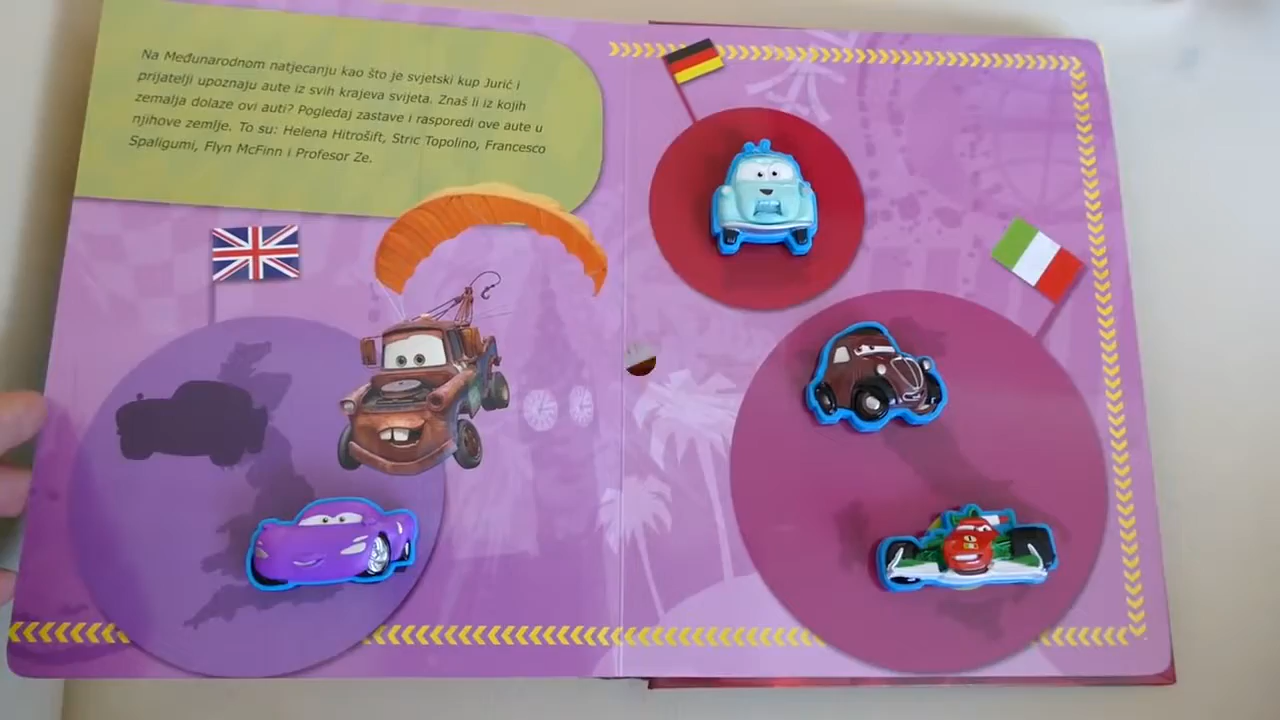 Na Međunarodnom natjecanju kao što je svjetski kup Jurić i
prijatelji upoznaju aute iz svih krajeva svijeta. Znaš li iz kojih
zemalja dolaze ovi auti? Pogledaj zastave i rasporedi ove aute u
njihove zemlje. To su: Helena Hitrošift, Stric Topolino, Francesco
Spaligumi, Flyn McFinn i Profesor Ze.